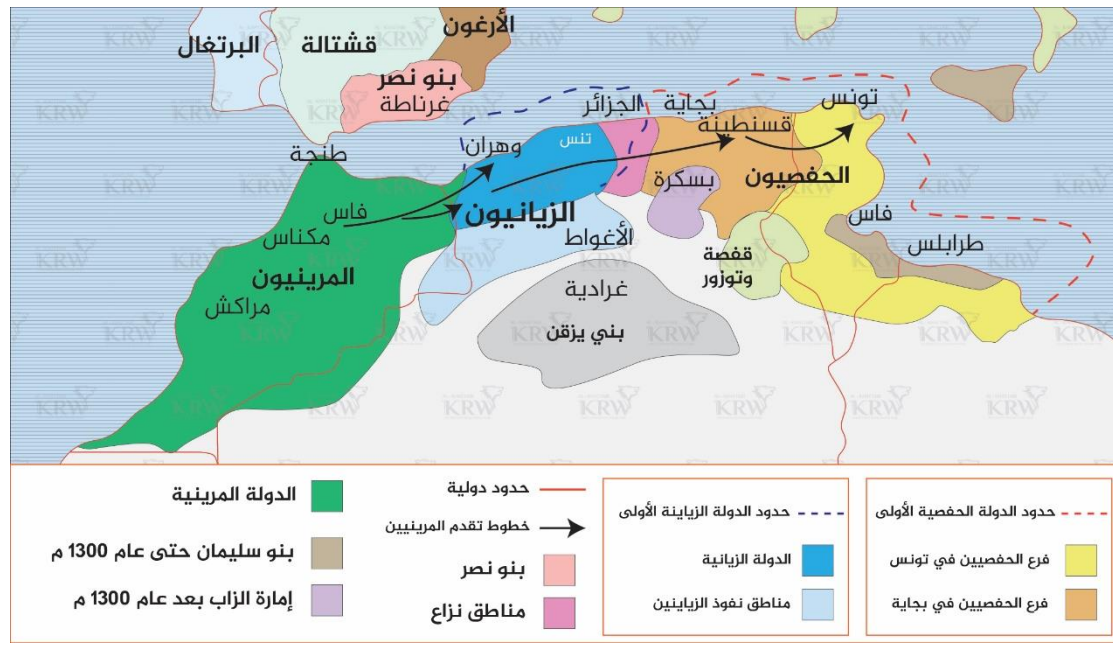 الأرغون
قشتالة
البرتغال
بنو نصر
غرناطة
تونس
بجاية
الجزائر
قسنطينة
تنس
وهران
طنجة
الحفصيون
بسكرة
الزيانيون
فاس
فاس
الأغواط
مكناس
طرابلس
قفصة
وتوزور
المرينيون
غرادية
مراكش
بني يزقن
KRW
حدود الدولة الحفصية الأولى
فرع الحفصيين في تونس
فرع الحفصيين في بجاية
حدود الدولة الزيانية الأولى
الدولة الزيانية
مناطق نفوذ الزيانين
حدود دولية
خطوط تقدم المرينيين
بنو نصر
مناطق نزاع
الدولة المرينية
بنو سليمان حتى عام 1300 م
إمارة الزاب بعد عام 1300 م